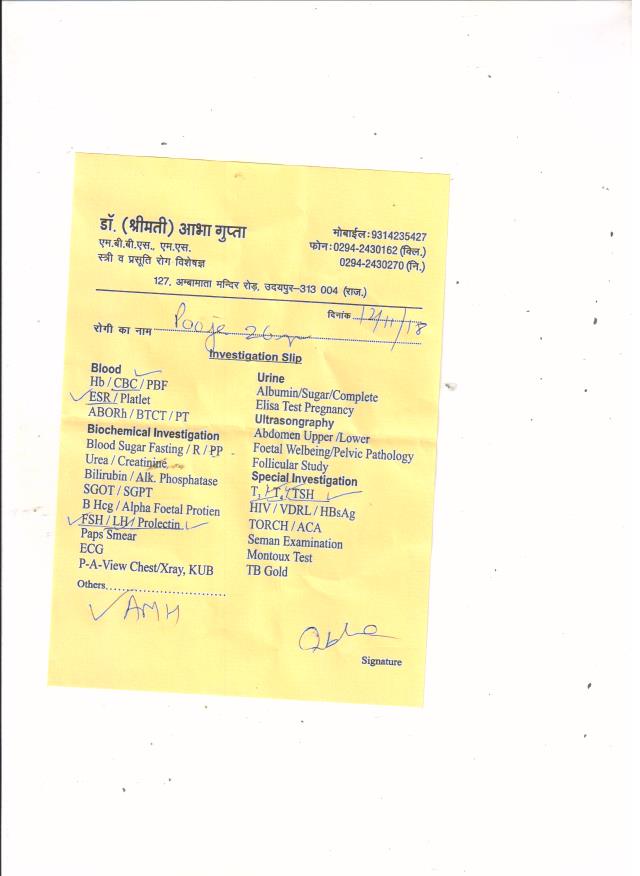 डॉ. (श्रीमती) आभा गुप्ता
एम.बी.बी.एस., एम.एस.
स्त्री व प्रसूति रोग विशेषज्ञ
मोबाईल:9314235427
फोन:0294-2430162 (क्लि.)
0294-2430270 (नि.)
127, अम्बामाता मन्दिर रोड़, उदयपुर–313 004 (राज.)
दिनांक 12/11/18
रोगी का नाम Pooja 26
Investigation Slip
Blood
Hb / CBC / PBF
ESR / Platlet
ABORh / BTCT / PT
Biochemical Investigation
Blood Sugar Fasting / R / PP
Urea / Creatinine
Bilirubin / Alk. Phosphatase
SGOT / SGPT
B Hcg / Alpha Foetal Protien
FSH / LH / Prolectin
Paps Smear
ECG
P-A-View Chest/Xray, KUB
Others
AMH
Urine
Albumin/Sugar/Complete
Elisa Test Pregnancy
Ultrasongraphy
Abdomen Upper /Lower
Foetal Welbeing/Pelvic Pathology
Follicular Study
Special Investigation
T3 / T4 / TSH
HIV / VDRL / HBsAg
TORCH / ACA
Seman Examination
Montoux Test
TB Gold
Signature